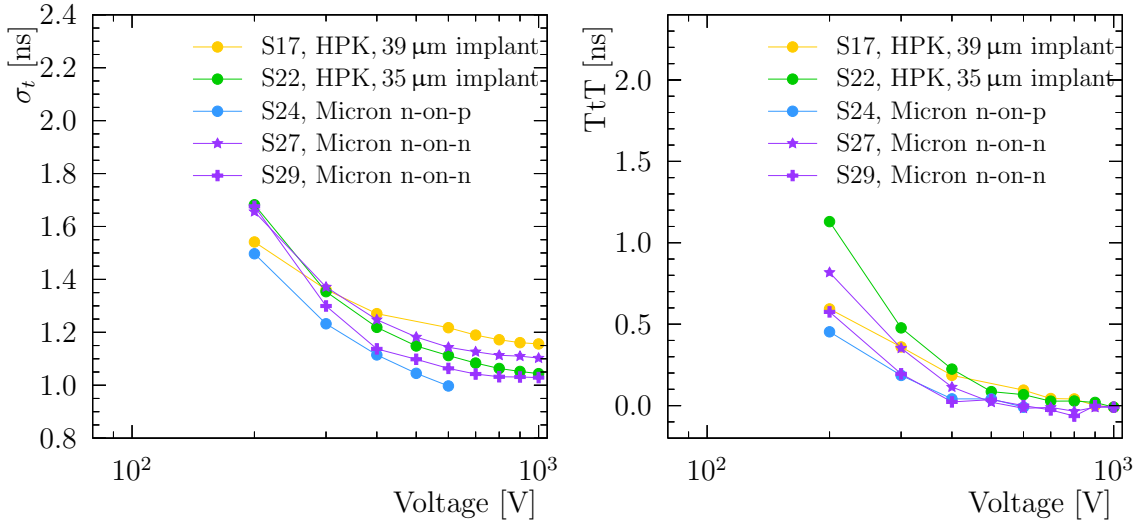 2.4
2.2
2.0
1.8
1.6
1.4
1.2
1.0
0.8
σt [ns]
S17, HPK, 39 μm implant
S22, HPK, 35 μm implant
S24, Micron n-on-p
S27, Micron n-on-n
S29, Micron n-on-n
10²
10³
Voltage [V]
2.0
1.5
1.0
0.5
0.0
TtT [ns]
S17, HPK, 39 μm implant
S22, HPK, 35 μm implant
S24, Micron n-on-p
S27, Micron n-on-n
S29, Micron n-on-n
10²
10³
Voltage [V]